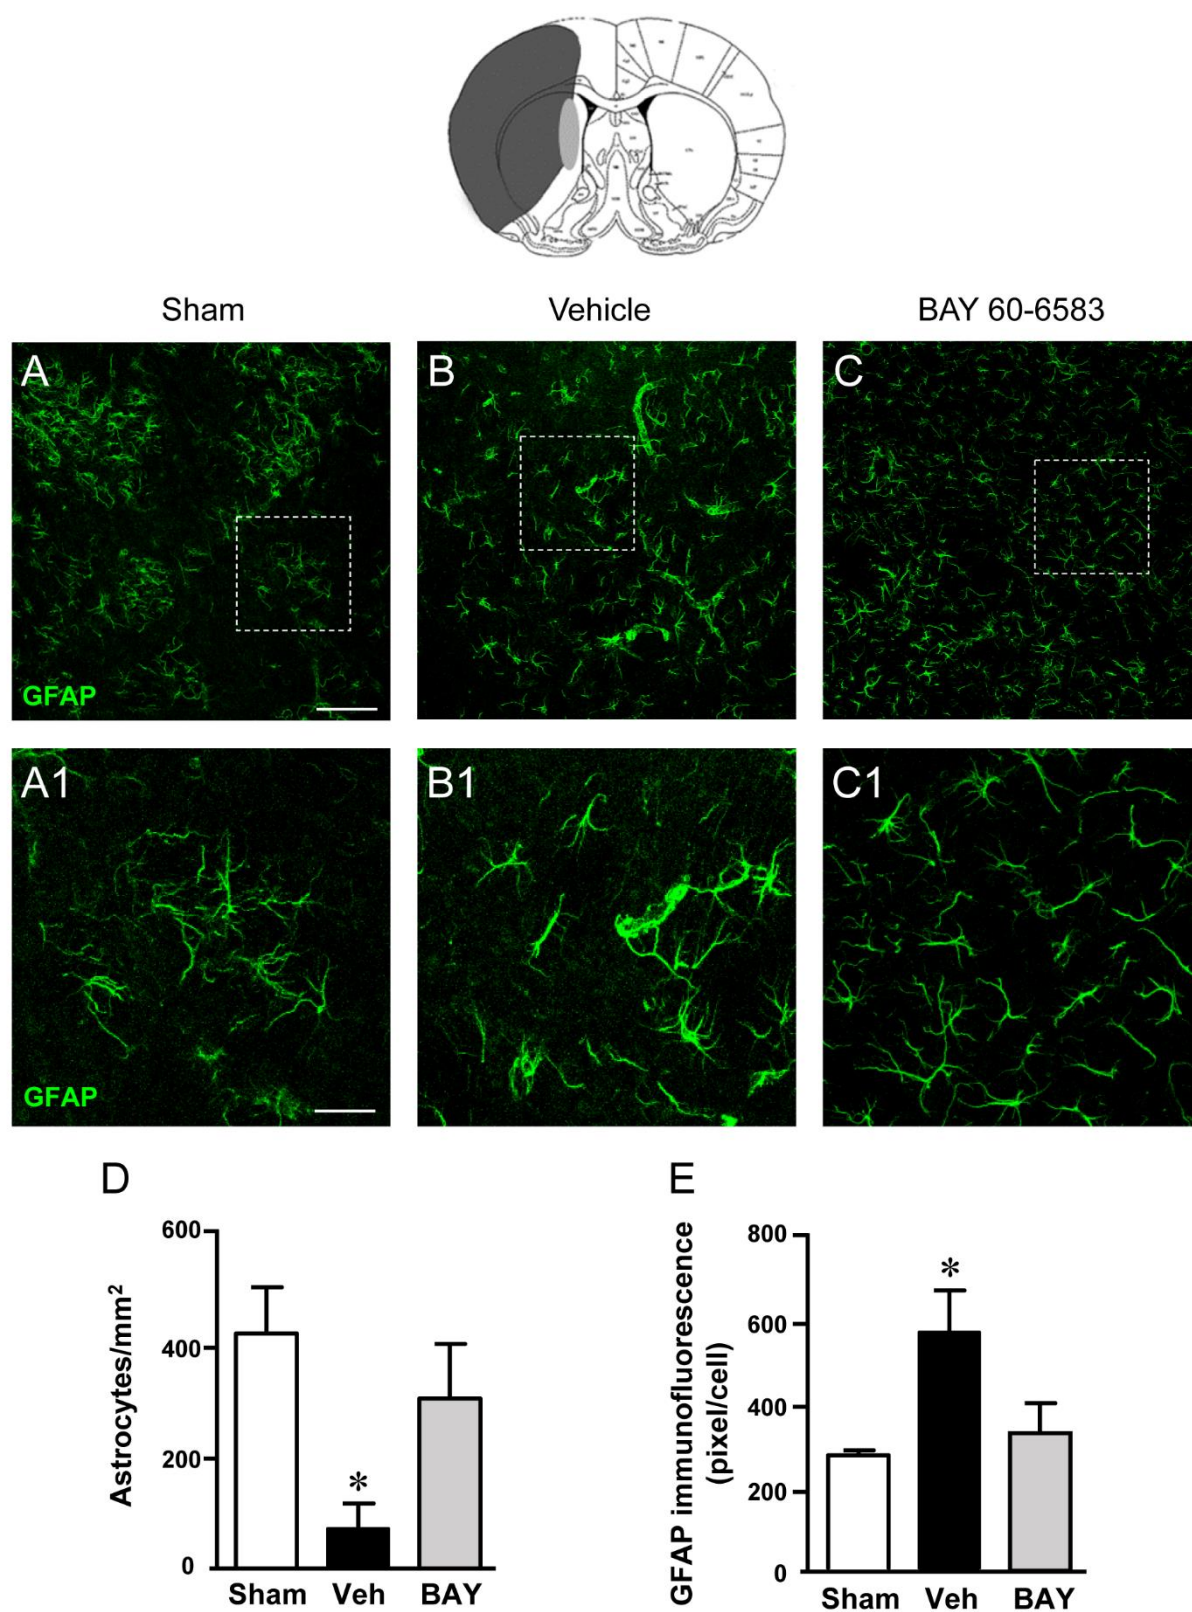 Sham
Vehicle
BAY 60-6583
A
B
C
GFAP
A1
B1
C1
GFAP
D
E
600
400
200
0
Astrocytes/mm²
*
Sham
Veh
BAY
800
600
400
200
0
GFAP immunofluorescence
(pixel/cell)
*
Sham
Veh
BAY